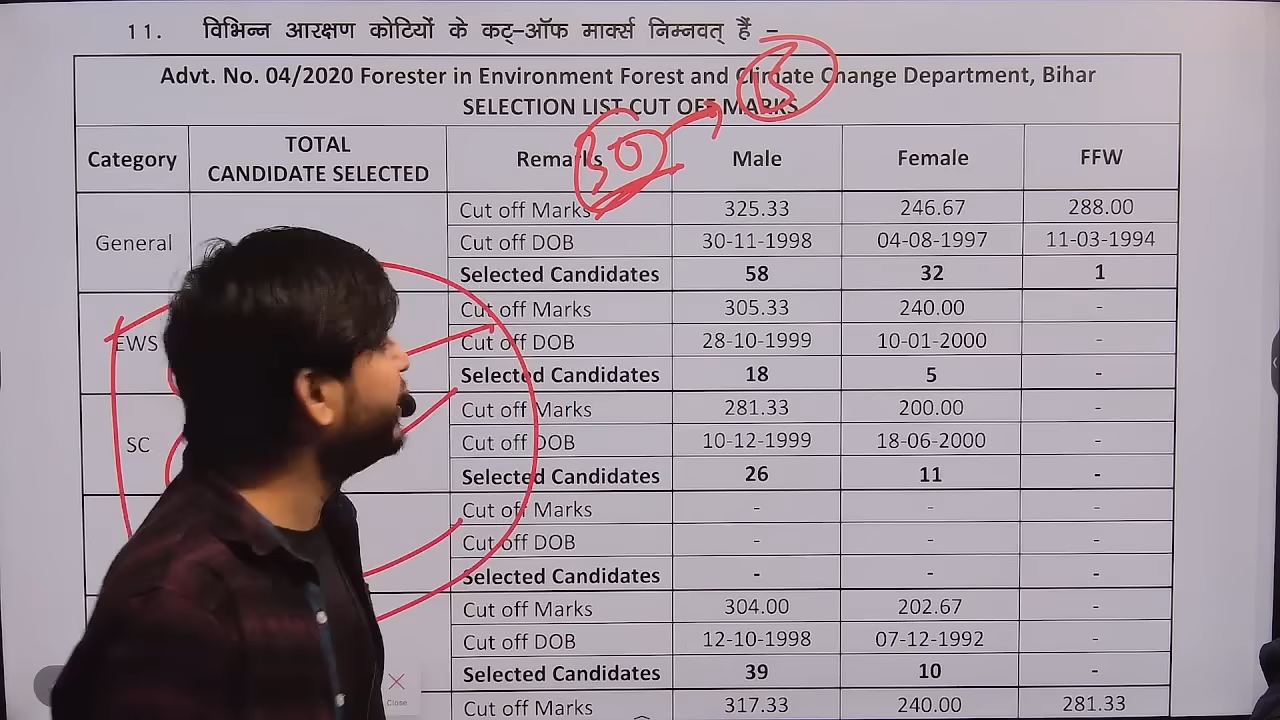 11. विभिन्न आरक्षण कोटियों के कट्-ऑफ मार्क्स निम्नवत् हैं –
Advt. No. 04/2020 Forester in Environment Forest and Climate Change Department, Bihar
SELECTION LIST CUT OFF MARKS
Category TOTAL CANDIDATE SELECTED Remarks Male Female FFW
General Cut off Marks 325.33 246.67 288.00
Cut off DOB 30-11-1998 04-08-1997 11-03-1994
Selected Candidates 58 32 1
EWS Cut off Marks 305.33 240.00 -
Cut off DOB 28-10-1999 10-01-2000 -
Selected Candidates 18 5 -
SC Cut off Marks 281.33 200.00 -
Cut off DOB 10-12-1999 18-06-2000 -
Selected Candidates 26 11 -
Cut off Marks - - -
Cut off DOB - - -
Selected Candidates - - -
Cut off Marks 304.00 202.67 -
Cut off DOB 12-10-1998 07-12-1992 -
Selected Candidates 39 10 -
Cut off Marks 317.33 240.00 281.33
Close